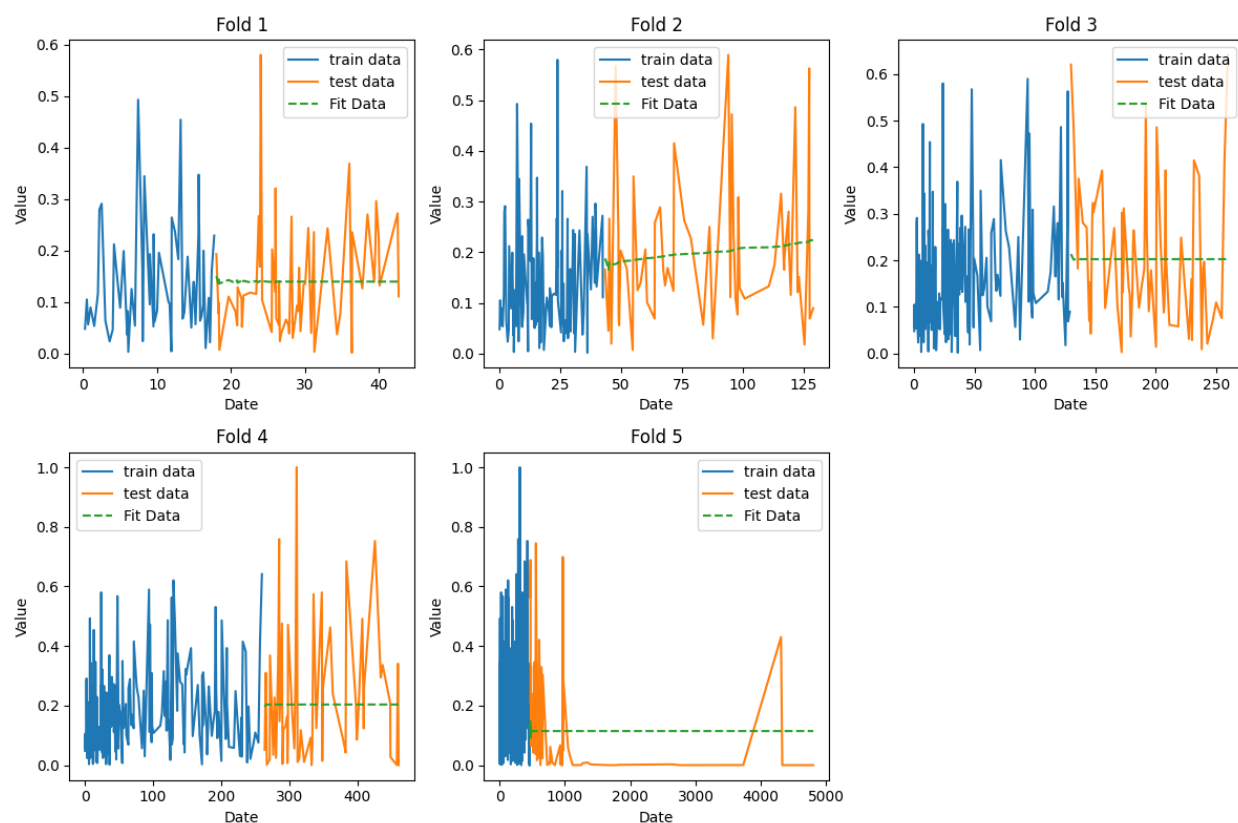 Fold 1
0.6
0.5
0.4
0.3
0.2
0.1
0.0
Value
train data
test data
Fit Data
0
10
20
30
40
Date
Fold 2
0.6
0.5
0.4
0.3
0.2
0.1
0.0
Value
train data
test data
Fit Data
0
25
50
75
100
125
Date
Fold 3
0.6
0.5
0.4
0.3
0.2
0.1
0.0
Value
train data
test data
Fit Data
0
50
100
150
200
250
Date
Fold 4
1.0
0.8
0.6
0.4
0.2
0.0
Value
train data
test data
Fit Data
0
100
200
300
400
Date
Fold 5
1.0
0.8
0.6
0.4
0.2
0.0
Value
train data
test data
Fit Data
0
1000
2000
3000
4000
5000
Date